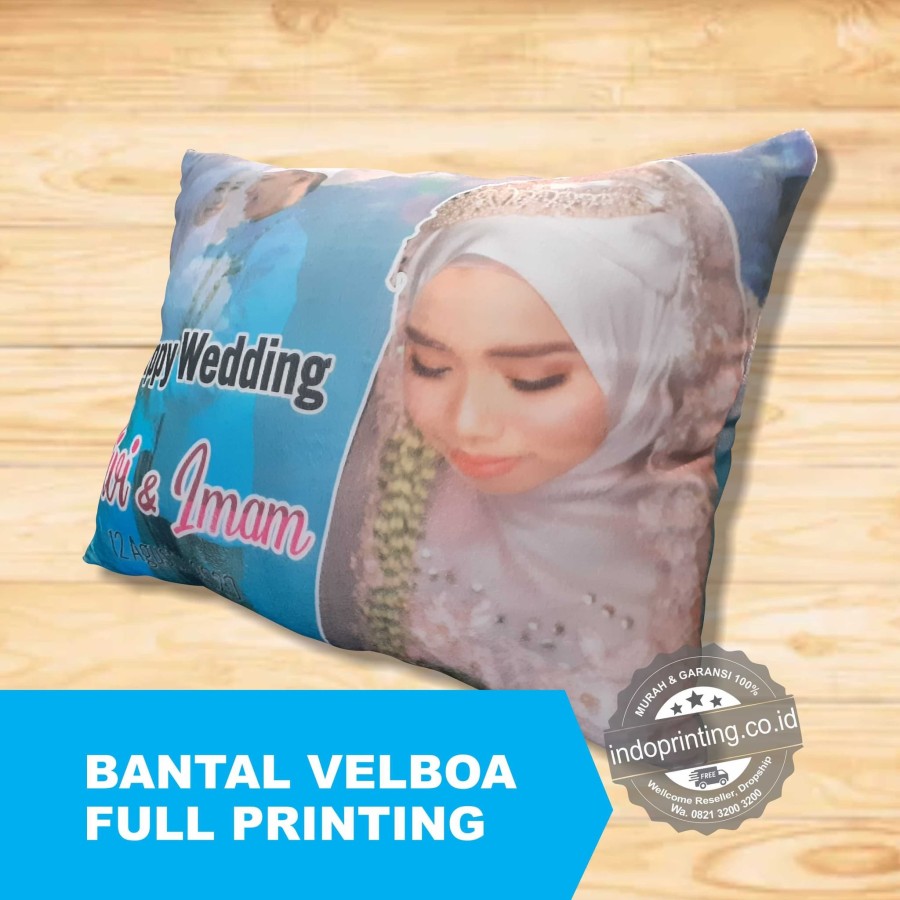 Wedding
& Imam
12
BANTAL VELBOA
FULL PRINTING
MURAH & GARANSI 100%
indoprinting.co.id
FREE
Wellcome Reseller, Dropship
Wa. 0821 3200 3200